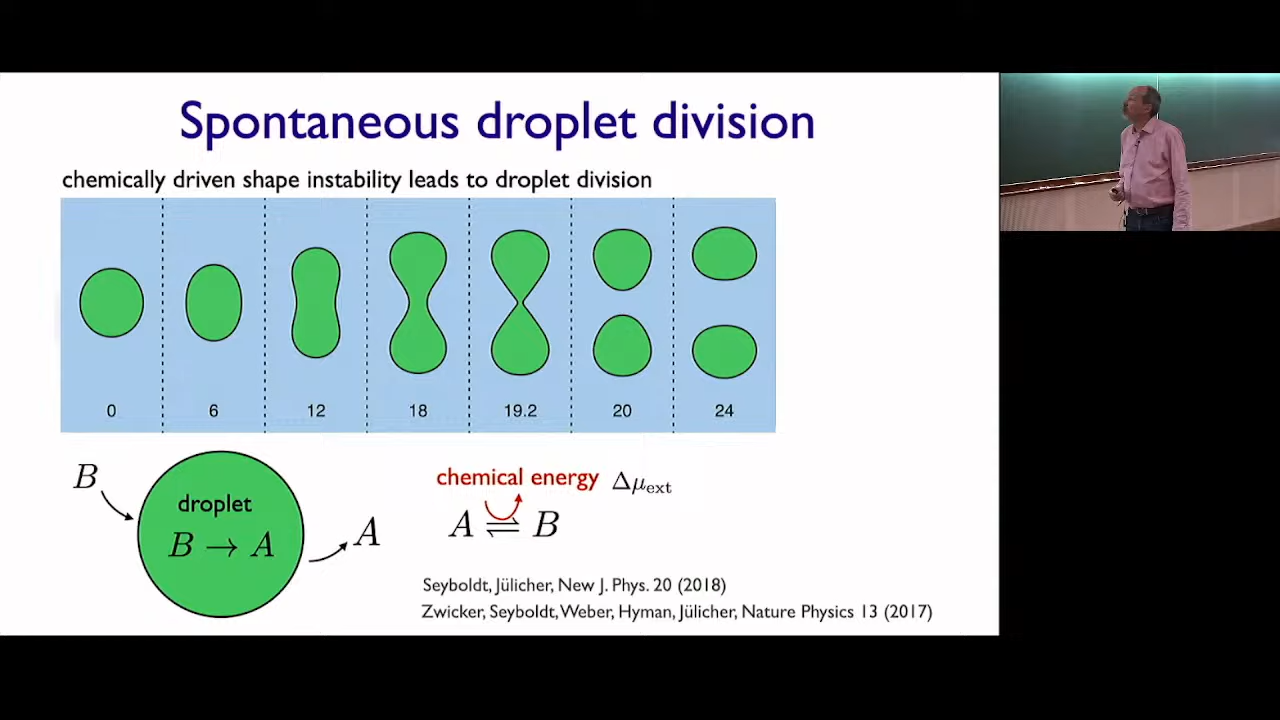 Spontaneous droplet division
chemically driven shape instability leads to droplet division
0 6 12 18 19.2 20 24
B
droplet
B → A
A
chemical energy Δμext
A ⇌ B
Seyboldt, Jülicher, New J. Phys. 20 (2018)
Zwicker, Seyboldt, Weber, Hyman, Jülicher, Nature Physics 13 (2017)